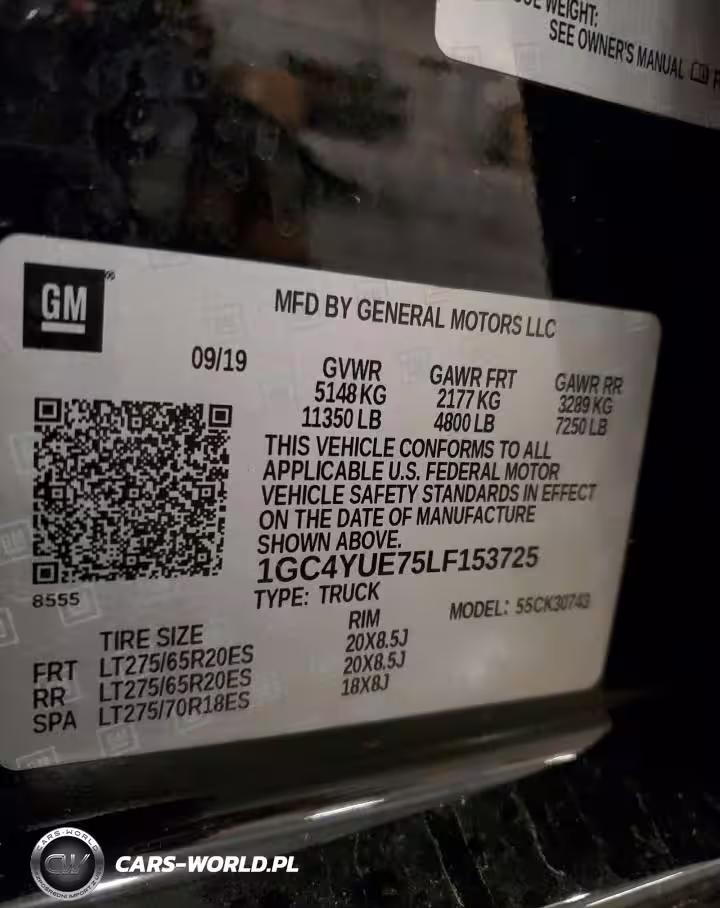 WEIGHT:
SEE OWNER'S MANUAL
GM
MFD BY GENERAL MOTORS LLC
09/19
GVWR GAWR FRT GAWR RR
5148 KG 2177 KG 3289 KG
11350 LB 4800 LB 7250 LB
THIS VEHICLE CONFORMS TO ALL
APPLICABLE U.S. FEDERAL MOTOR
VEHICLE SAFETY STANDARDS IN EFFECT
ON THE DATE OF MANUFACTURE
SHOWN ABOVE.
1GC4YUE75LF153725
8555
TYPE: TRUCK
MODEL: 55CK30743
TIRE SIZE RIM
FRT LT275/65R20ES 20X8.5J
RR LT275/65R20ES 20X8.5J
SPA LT275/70R18ES 18X8J
CARS-WORLD
CW
CARS-WORLD.PL